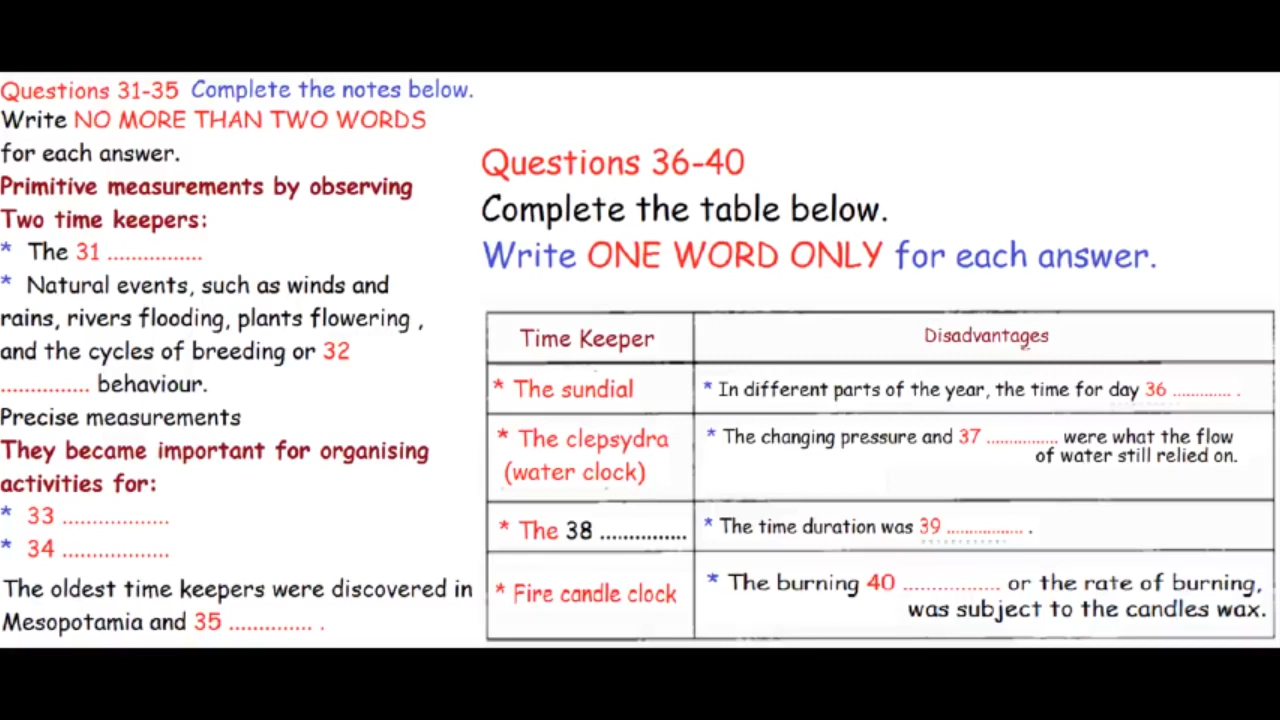 Questions 31-35 Complete the notes below.
Write NO MORE THAN TWO WORDS
for each answer.
Primitive measurements by observing
Two time keepers:
* The 31 ................
* Natural events, such as winds and
rains, rivers flooding, plants flowering ,
and the cycles of breeding or 32
............... behaviour.
Precise measurements
They became important for organising
activities for:
* 33 ..................
* 34 ..................
The oldest time keepers were discovered in
Mesopotamia and 35 .............. .
Questions 36-40
Complete the table below.
Write ONE WORD ONLY for each answer.
Time Keeper
Disadvantages
* The sundial
* In different parts of the year, the time for day 36 ............. .
* The clepsydra
(water clock)
* The changing pressure and 37 ............... were what the flow
of water still relied on.
* The 38 ...............
* The time duration was 39 ................ .
* Fire candle clock
* The burning 40 ................ or the rate of burning,
was subject to the candles wax.